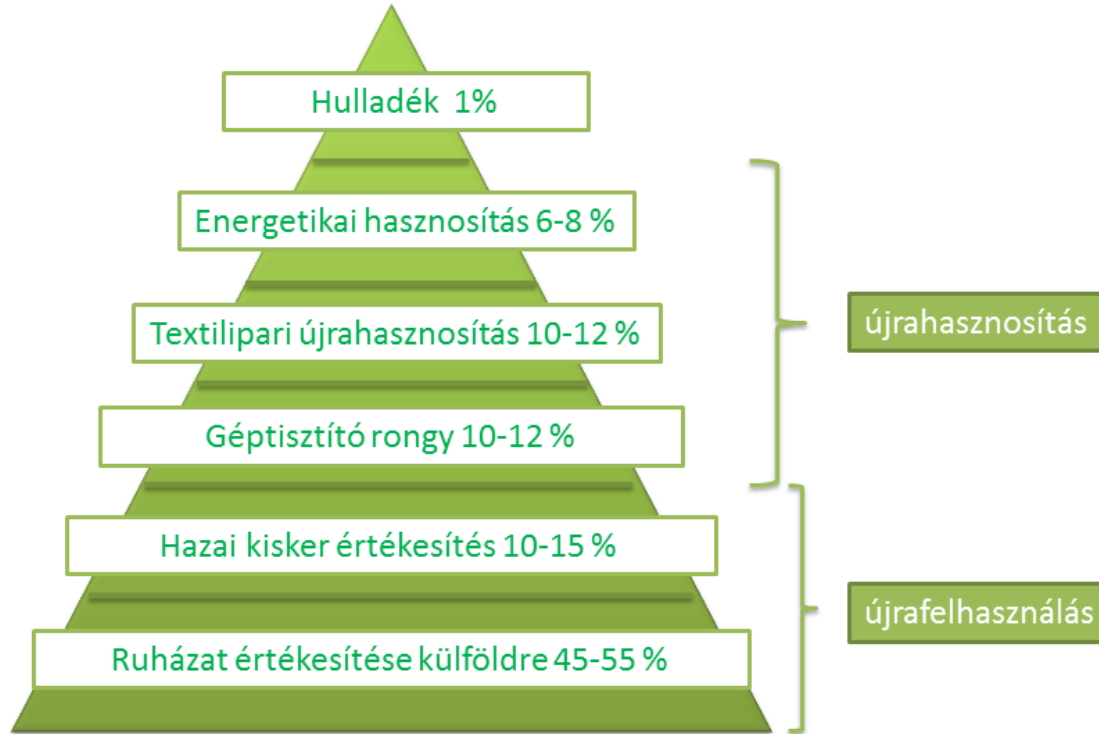 Hulladék 1%
Energetikai hasznosítás 6-8 %
Textilipari újrahasznosítás 10-12 %
újrahasznosítás
Géptisztító rongy 10-12 %
Hazai kisker értékesítés 10-15 %
újrafelhasználás
Ruházat értékesítése külföldre 45-55 %